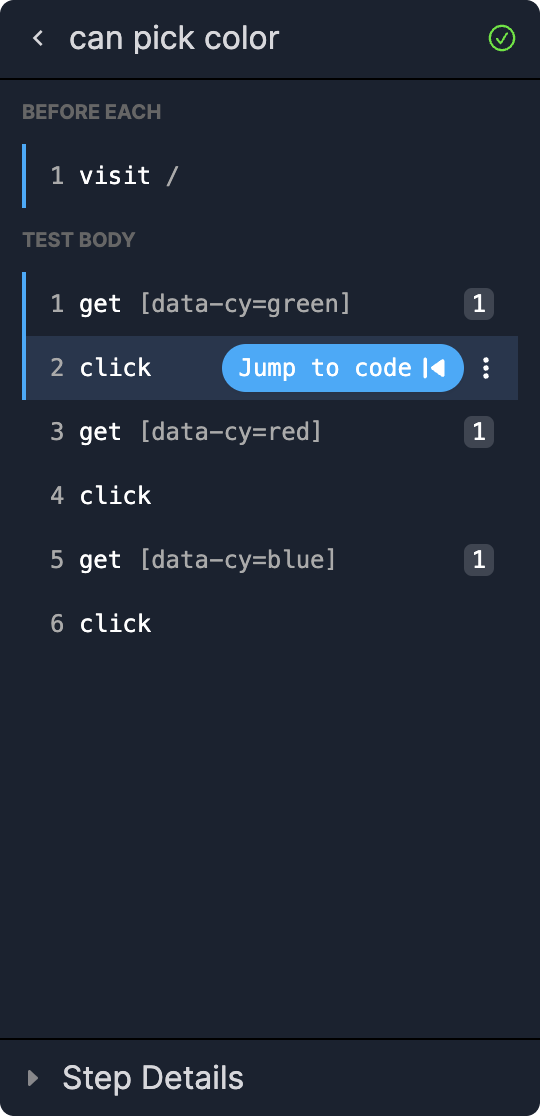 can pick color
BEFORE EACH
1 visit /
TEST BODY
1 get [data-cy=green] 1
2 click Jump to code
3 get [data-cy=red] 1
4 click
5 get [data-cy=blue] 1
6 click
Step Details